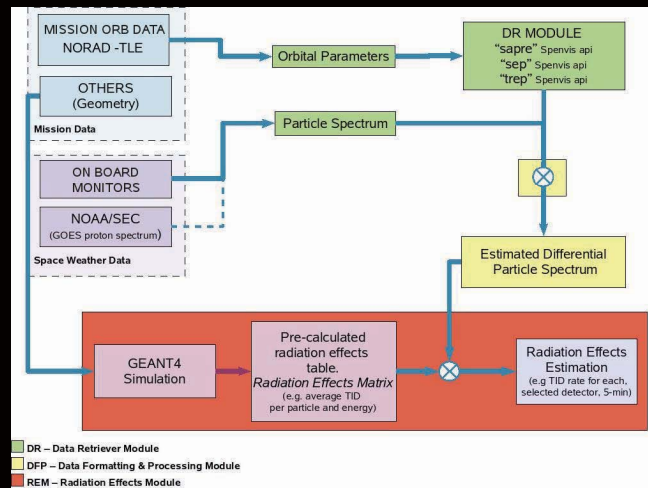 MISSION ORB DATA
NORAD -TLE
OTHERS
(Geometry)
Mission Data
Orbital Parameters
DR MODULE
“sapre” Spenvis api
“sep” Spenvis api
“trep” Spenvis api
Particle Spectrum
ON BOARD
MONITORS
NOAA/SEC
(GOES proton spectrum)
Space Weather Data
Estimated Differential
Particle Spectrum
GEANT4
Simulation
Pre-calculated
radiation effects
table.
Radiation Effects Matrix
(e.g. average TID
per particle and energy)
Radiation Effects
Estimation
(e.g TID rate for each,
selected detector, 5-min)
DR – Data Retriever Module
DFP – Data Formatting & Processing Module
REM – Radiation Effects Module